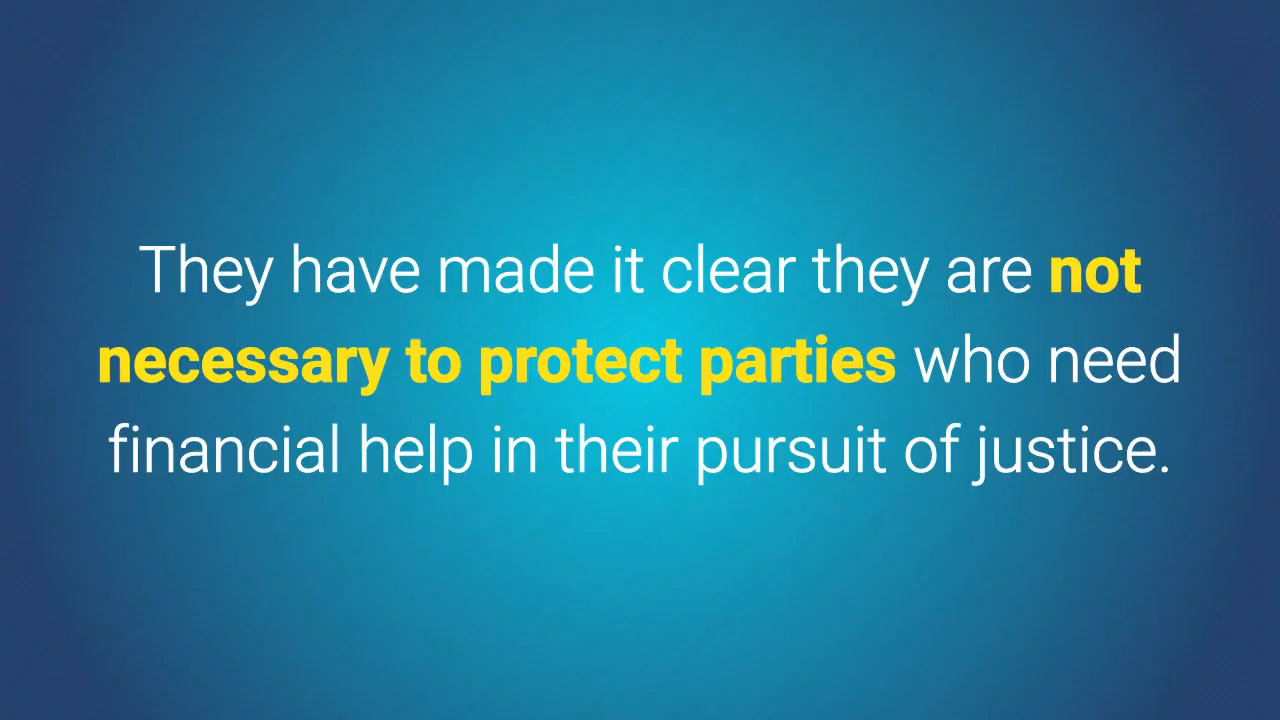 They have made it clear they are not
necessary to protect parties who need
financial help in their pursuit of justice.